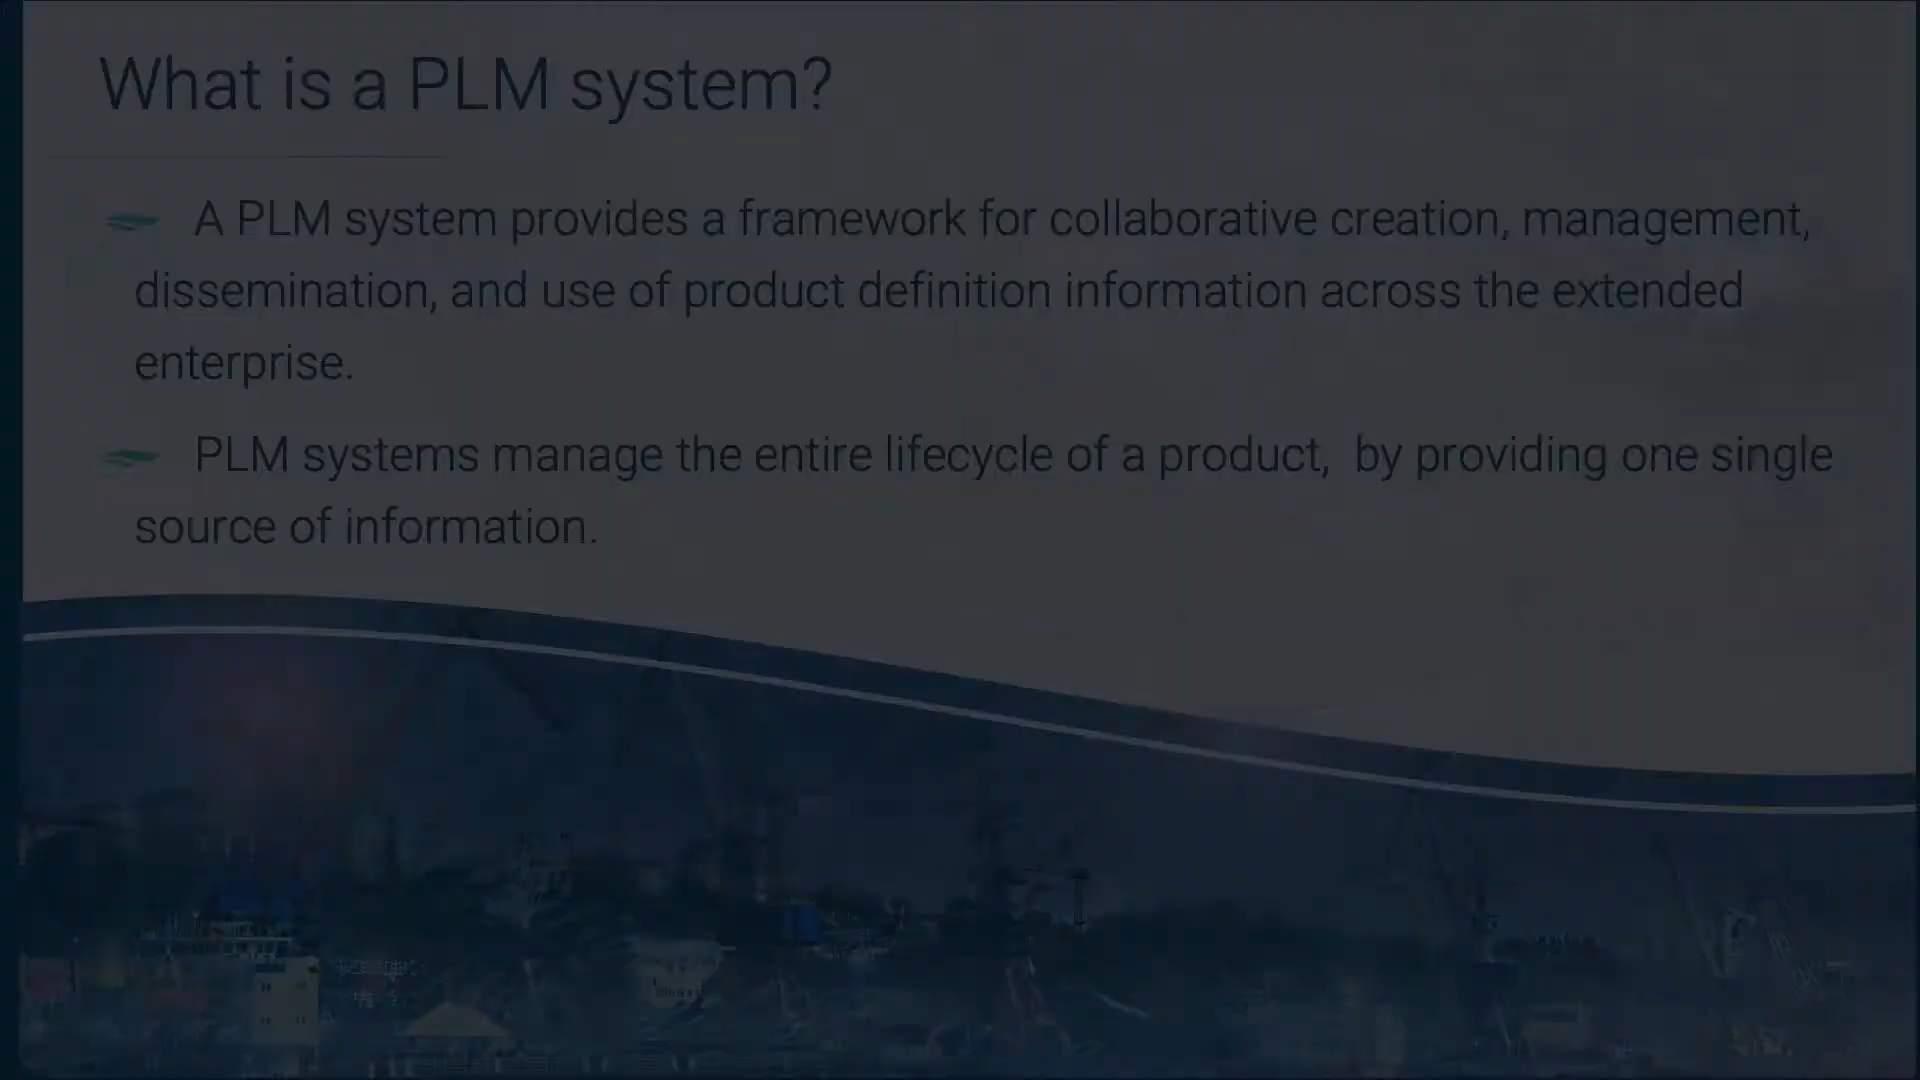 What is a PLM system?
A PLM system provides a framework for collaborative creation, management,
dissemination, and use of product definition information across the extended
enterprise.
PLM systems manage the entire lifecycle of a product, by providing one single
source of information.